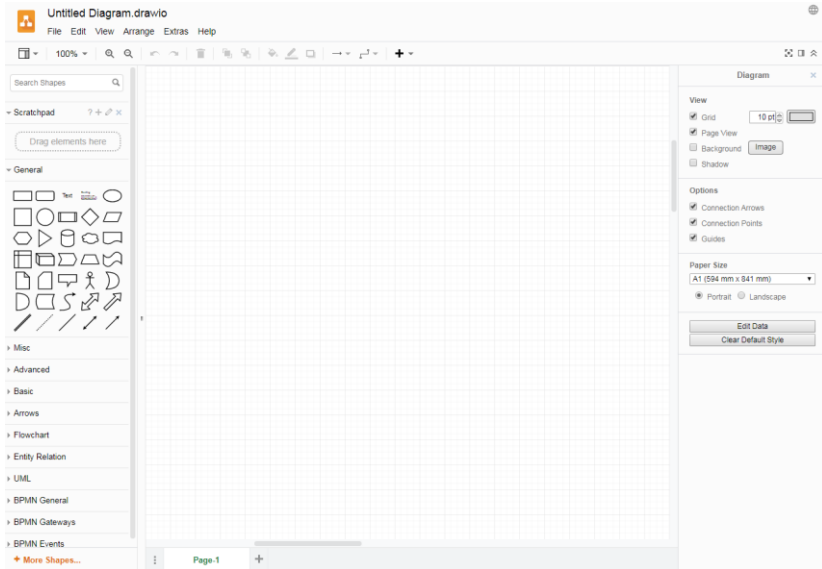 Untitled Diagram.drawio
File Edit View Arrange Extras Help
100%
Search Shapes
Scratchpad ? + ×
Drag elements here
General
Text
Misc
Advanced
Basic
Arrows
Flowchart
Entity Relation
UML
BPMN General
BPMN Gateways
BPMN Events
+ More Shapes...
Page-1
Diagram
View
Grid 10 pt
Page View
Background Image
Shadow
Options
Connection Arrows
Connection Points
Guides
Paper Size
A1 (594 mm x 841 mm)
Portrait Landscape
Edit Data
Clear Default Style